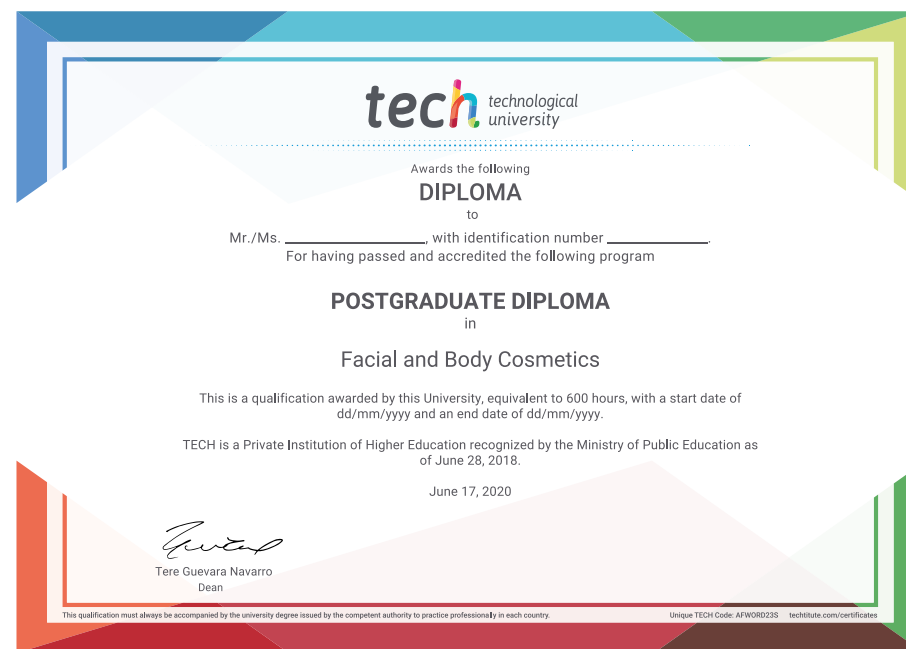 tech technological
university
Awards the following
DIPLOMA
to
Mr./Ms. ____________________, with identification number ______________.
For having passed and accredited the following program
POSTGRADUATE DIPLOMA
in
Facial and Body Cosmetics
This is a qualification awarded by this University, equivalent to 600 hours, with a start date of
dd/mm/yyyy and an end date of dd/mm/yyyy.
TECH is a Private Institution of Higher Education recognized by the Ministry of Public Education as
of June 28, 2018.
June 17, 2020
Tere Guevara Navarro
Dean
This qualification must always be accompanied by the university degree issued by the competent authority to practice professionally in each country. Unique TECH Code: AFWORD23S techtitute.com/certificates